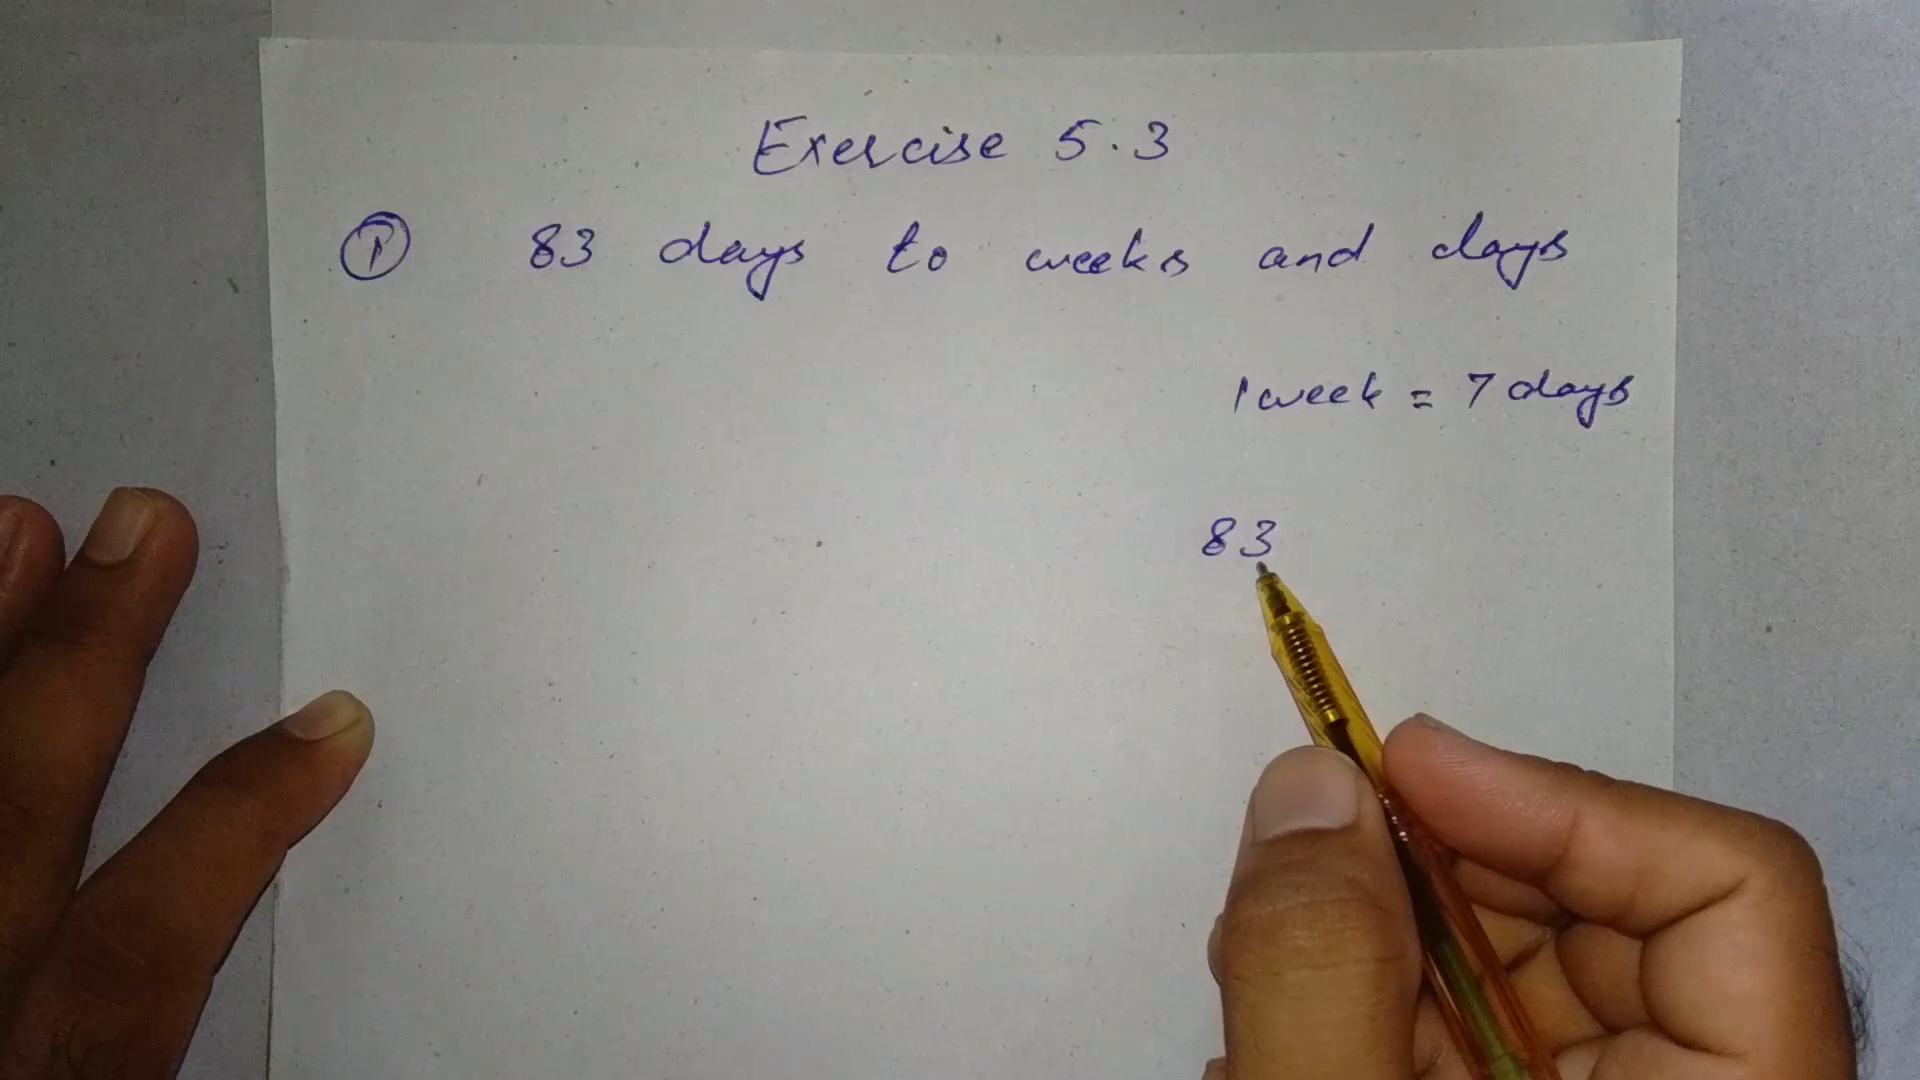 Exercise 5.3
① 83 days to weeks and days
1 week = 7 days
83